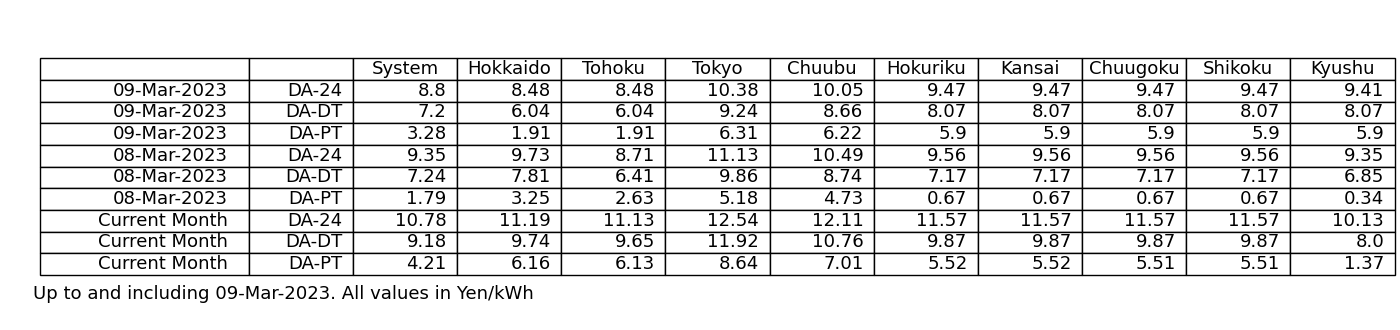 System Hokkaido Tohoku Tokyo Chuubu Hokuriku Kansai Chuugoku Shikoku Kyushu
09-Mar-2023 DA-24 8.8 8.48 8.48 10.38 10.05 9.47 9.47 9.47 9.47 9.41
09-Mar-2023 DA-DT 7.2 6.04 6.04 9.24 8.66 8.07 8.07 8.07 8.07 8.07
09-Mar-2023 DA-PT 3.28 1.91 1.91 6.31 6.22 5.9 5.9 5.9 5.9 5.9
08-Mar-2023 DA-24 9.35 9.73 8.71 11.13 10.49 9.56 9.56 9.56 9.56 9.35
08-Mar-2023 DA-DT 7.24 7.81 6.41 9.86 8.74 7.17 7.17 7.17 7.17 6.85
08-Mar-2023 DA-PT 1.79 3.25 2.63 5.18 4.73 0.67 0.67 0.67 0.67 0.34
Current Month DA-24 10.78 11.19 11.13 12.54 12.11 11.57 11.57 11.57 11.57 10.13
Current Month DA-DT 9.18 9.74 9.65 11.92 10.76 9.87 9.87 9.87 9.87 8.0
Current Month DA-PT 4.21 6.16 6.13 8.64 7.01 5.52 5.52 5.51 5.51 1.37
Up to and including 09-Mar-2023. All values in Yen/kWh